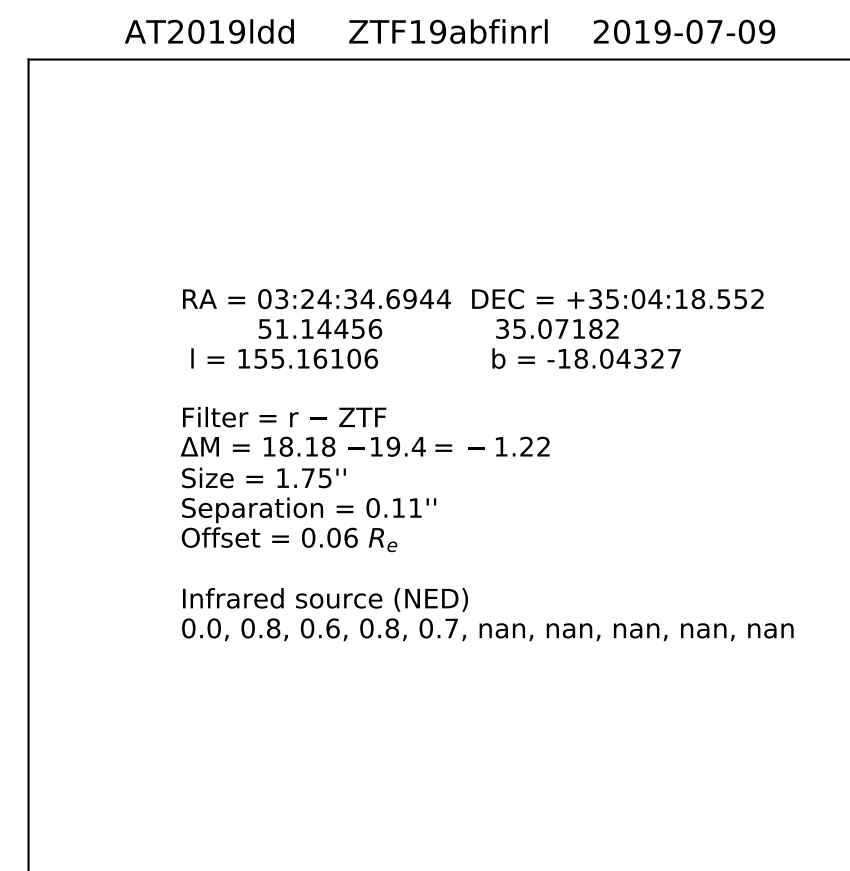 AT2019ldd ZTF19abfinrl 2019-07-09
RA = 03:24:34.6944 DEC = +35:04:18.552
51.14456 35.07182
l = 155.16106 b = -18.04327
Filter = r − ZTF
ΔM = 18.18 −19.4 = − 1.22
Size = 1.75''
Separation = 0.11''
Offset = 0.06 Rₑ
Infrared source (NED)
0.0, 0.8, 0.6, 0.8, 0.7, nan, nan, nan, nan, nan